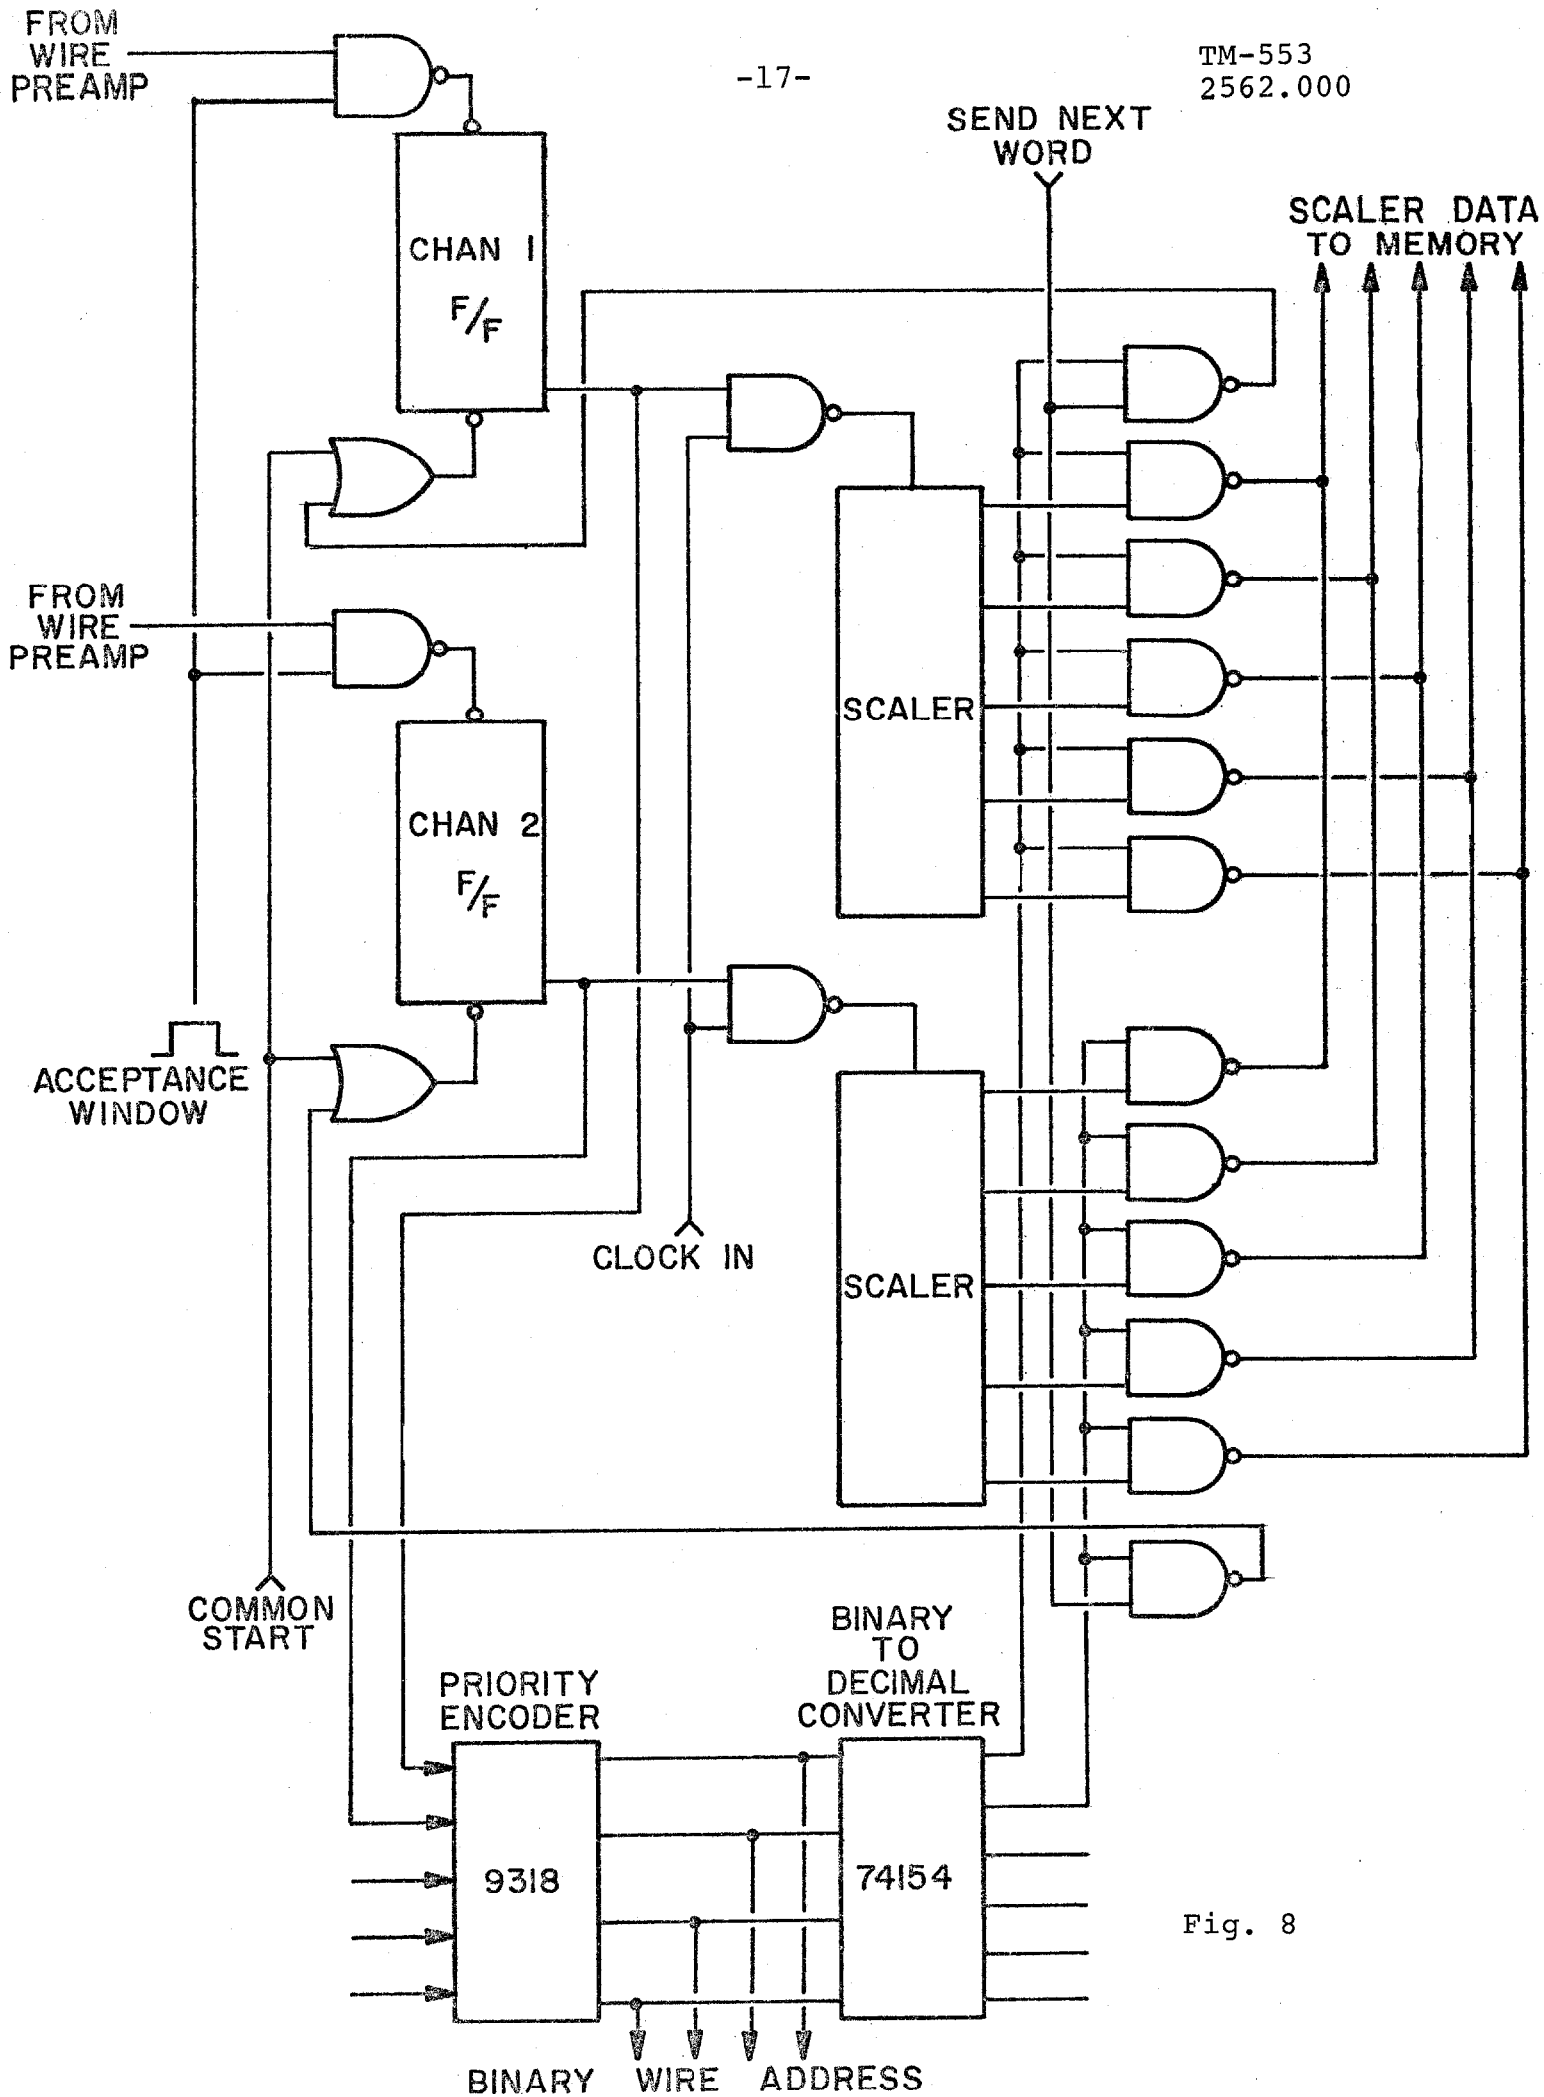 FROM
WIRE
PREAMP
-17-
TM-553
2562.000
SEND NEXT
WORD
SCALER DATA
TO MEMORY
CHAN 1
F/F
FROM
WIRE
PREAMP
SCALER
CHAN 2
F/F
ACCEPTANCE
WINDOW
CLOCK IN
SCALER
COMMON
START
BINARY
TO
DECIMAL
CONVERTER
PRIORITY
ENCODER
9318
74154
Fig. 8
BINARY WIRE ADDRESS